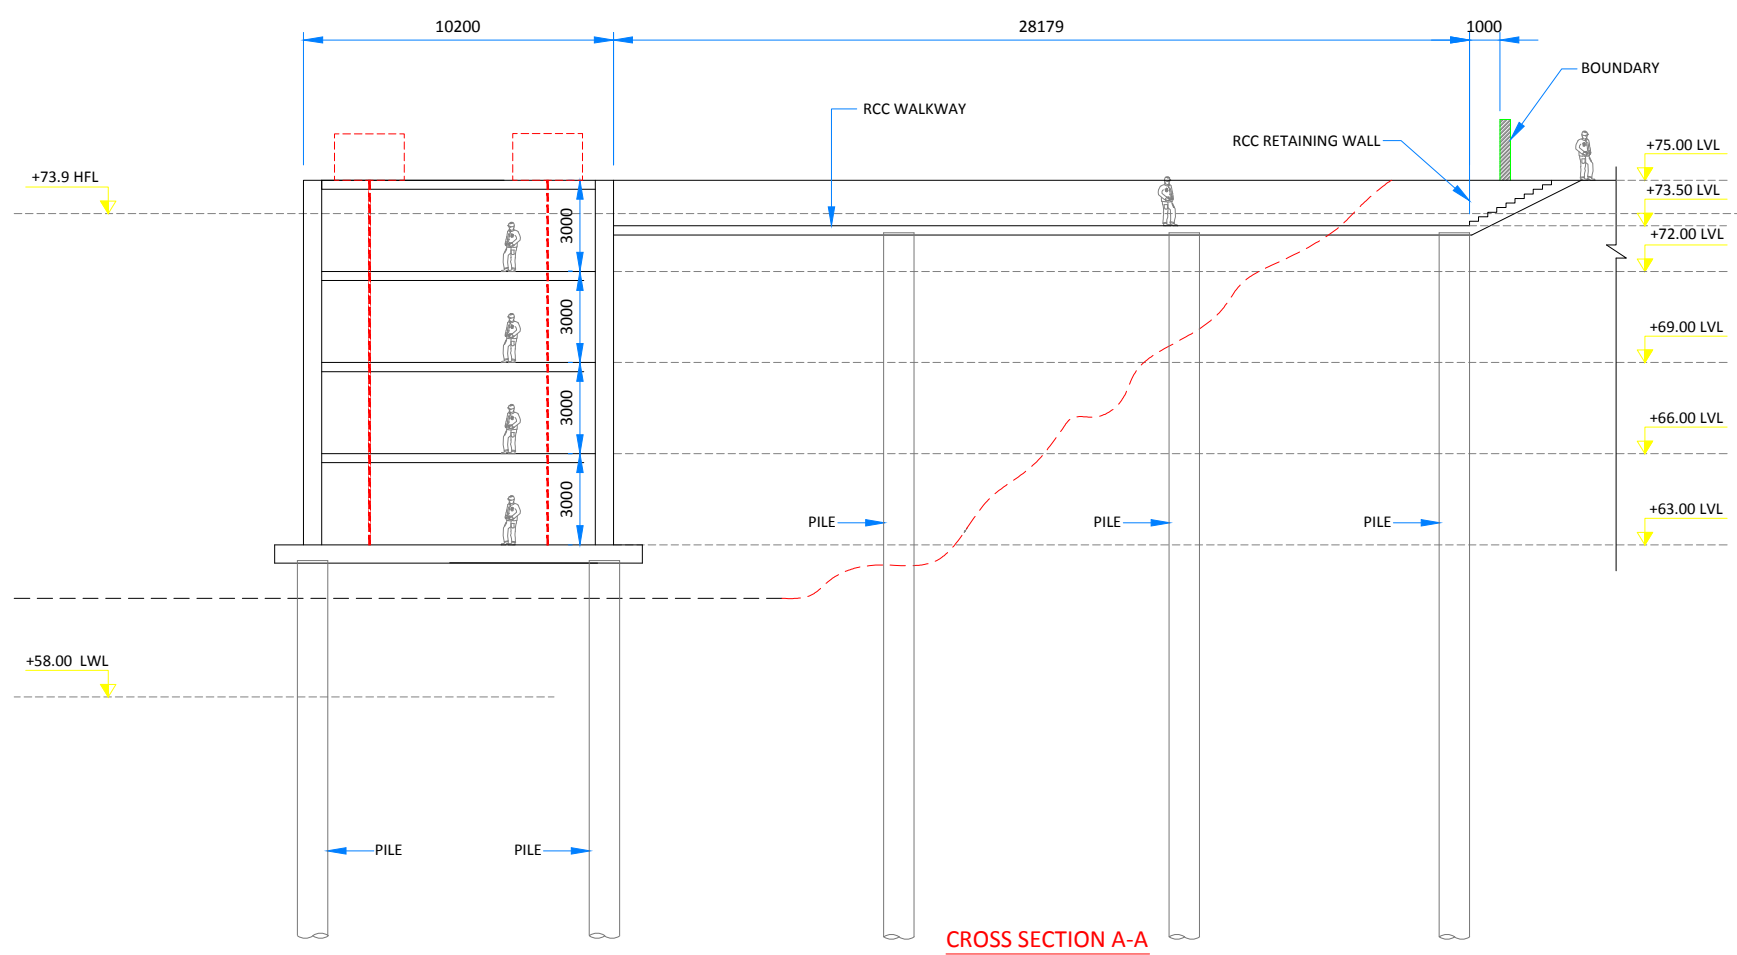 10200
28179
1000
BOUNDARY
RCC WALKWAY
RCC RETAINING WALL
+75.00 LVL
+73.9 HFL
+73.50 LVL
3000
+72.00 LVL
3000
+69.00 LVL
3000
+66.00 LVL
3000
PILE
PILE
PILE
+63.00 LVL
+58.00 LWL
PILE
PILE
CROSS SECTION A-A